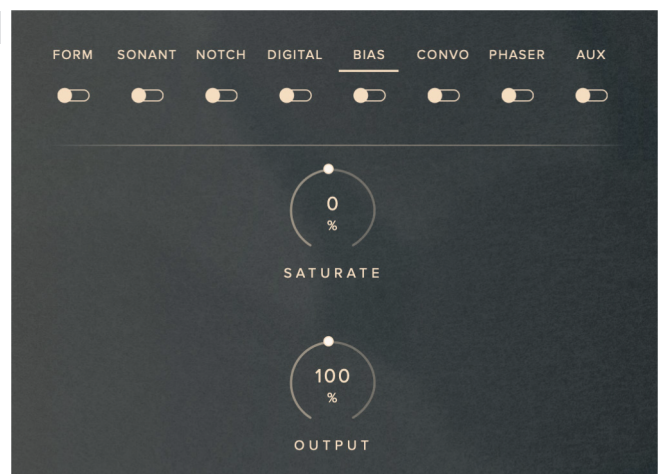 FORM SONANT NOTCH DIGITAL BIAS CONVO PHASER AUX
0
%
SATURATE
100
%
OUTPUT